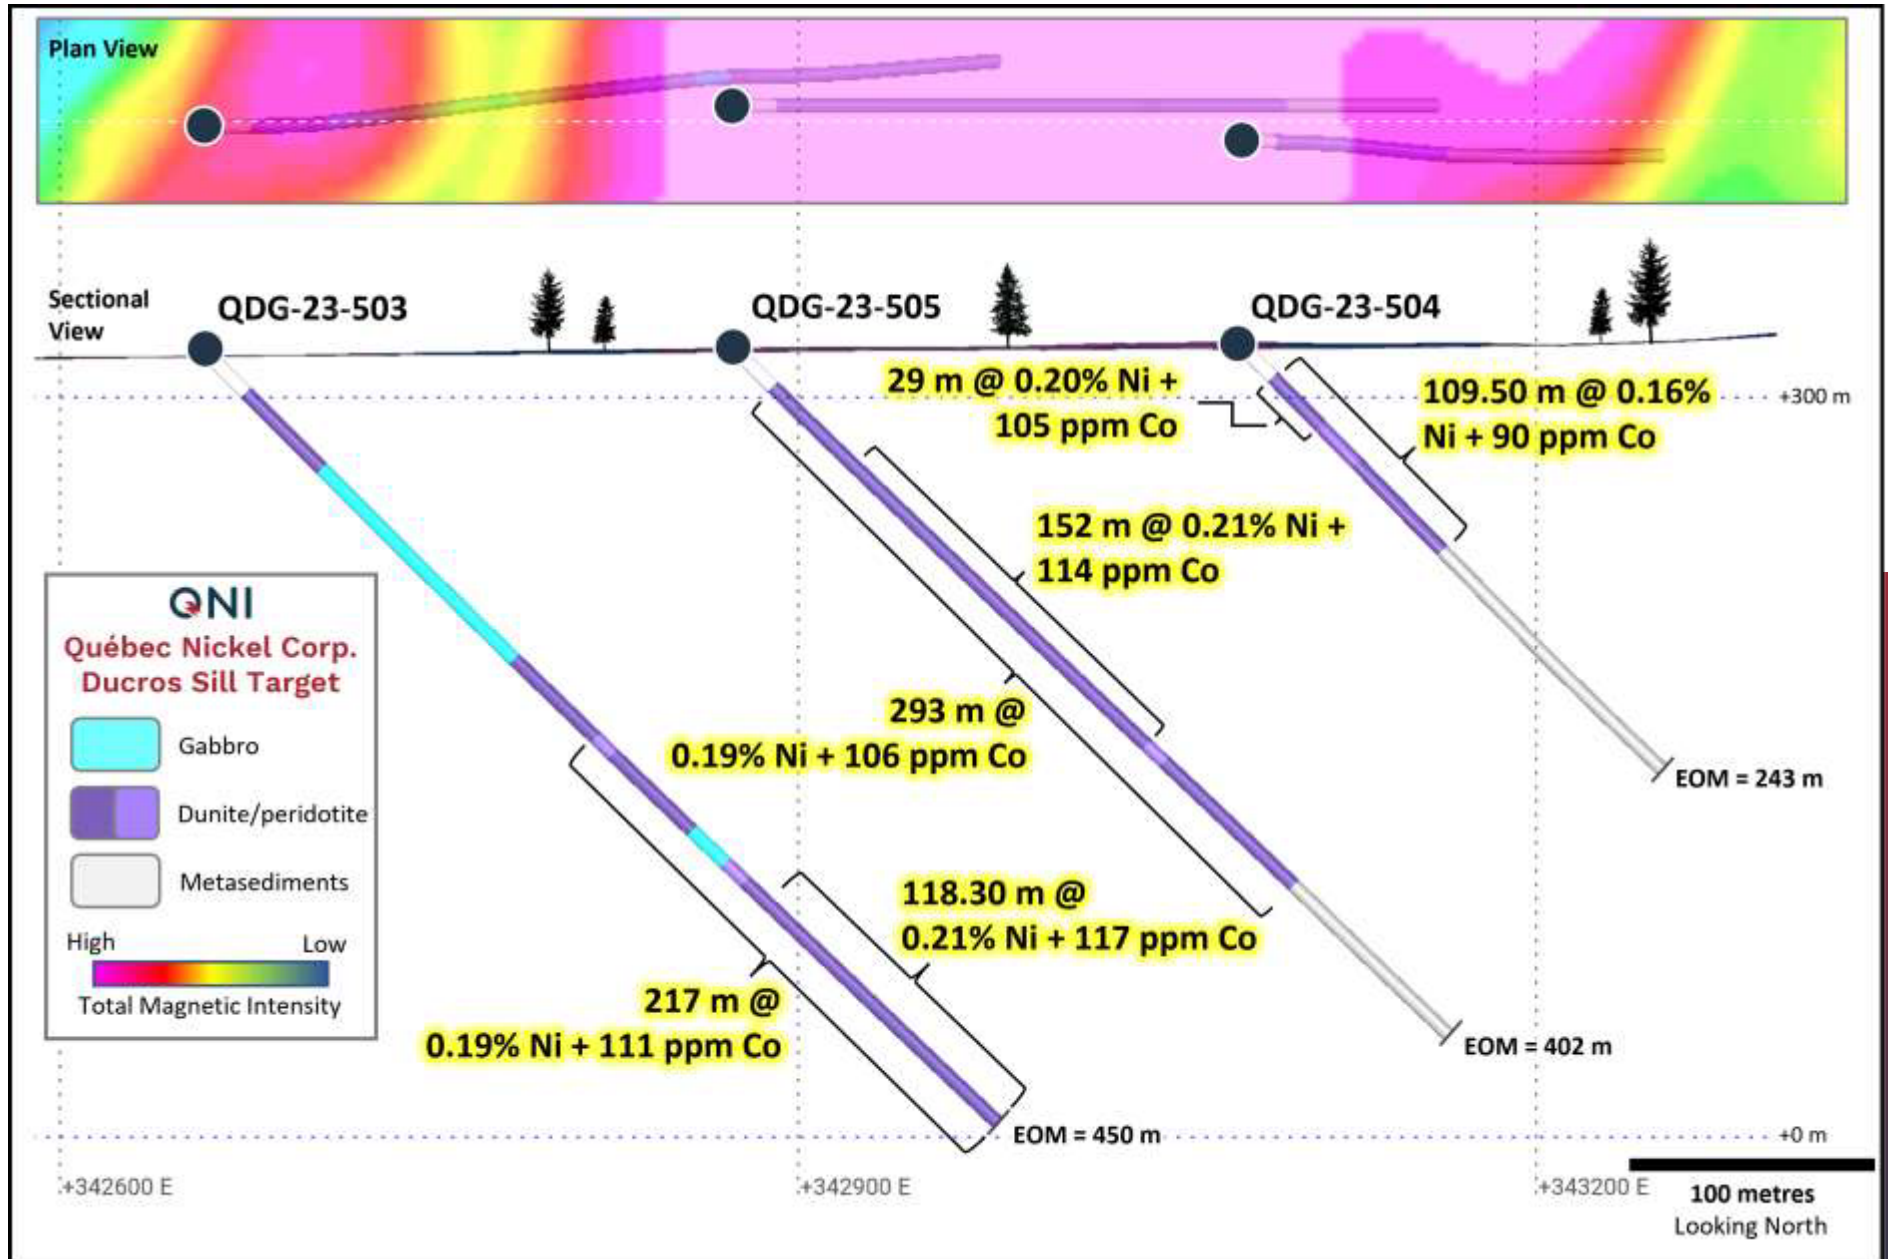 Plan View
Sectional
View
QDG-23-503
QDG-23-505
QDG-23-504
29 m @ 0.20% Ni +
105 ppm Co
109.50 m @ 0.16%
Ni + 90 ppm Co
+300 m
152 m @ 0.21% Ni +
114 ppm Co
293 m @
0.19% Ni + 106 ppm Co
EOM = 243 m
118.30 m @
0.21% Ni + 117 ppm Co
217 m @
0.19% Ni + 111 ppm Co
EOM = 402 m
EOM = 450 m
+0 m
QNI
Québec Nickel Corp.
Ducros Sill Target
Gabbro
Dunite/peridotite
Metasediments
High
Low
Total Magnetic Intensity
+342600 E
+342900 E
+343200 E
100 metres
Looking North